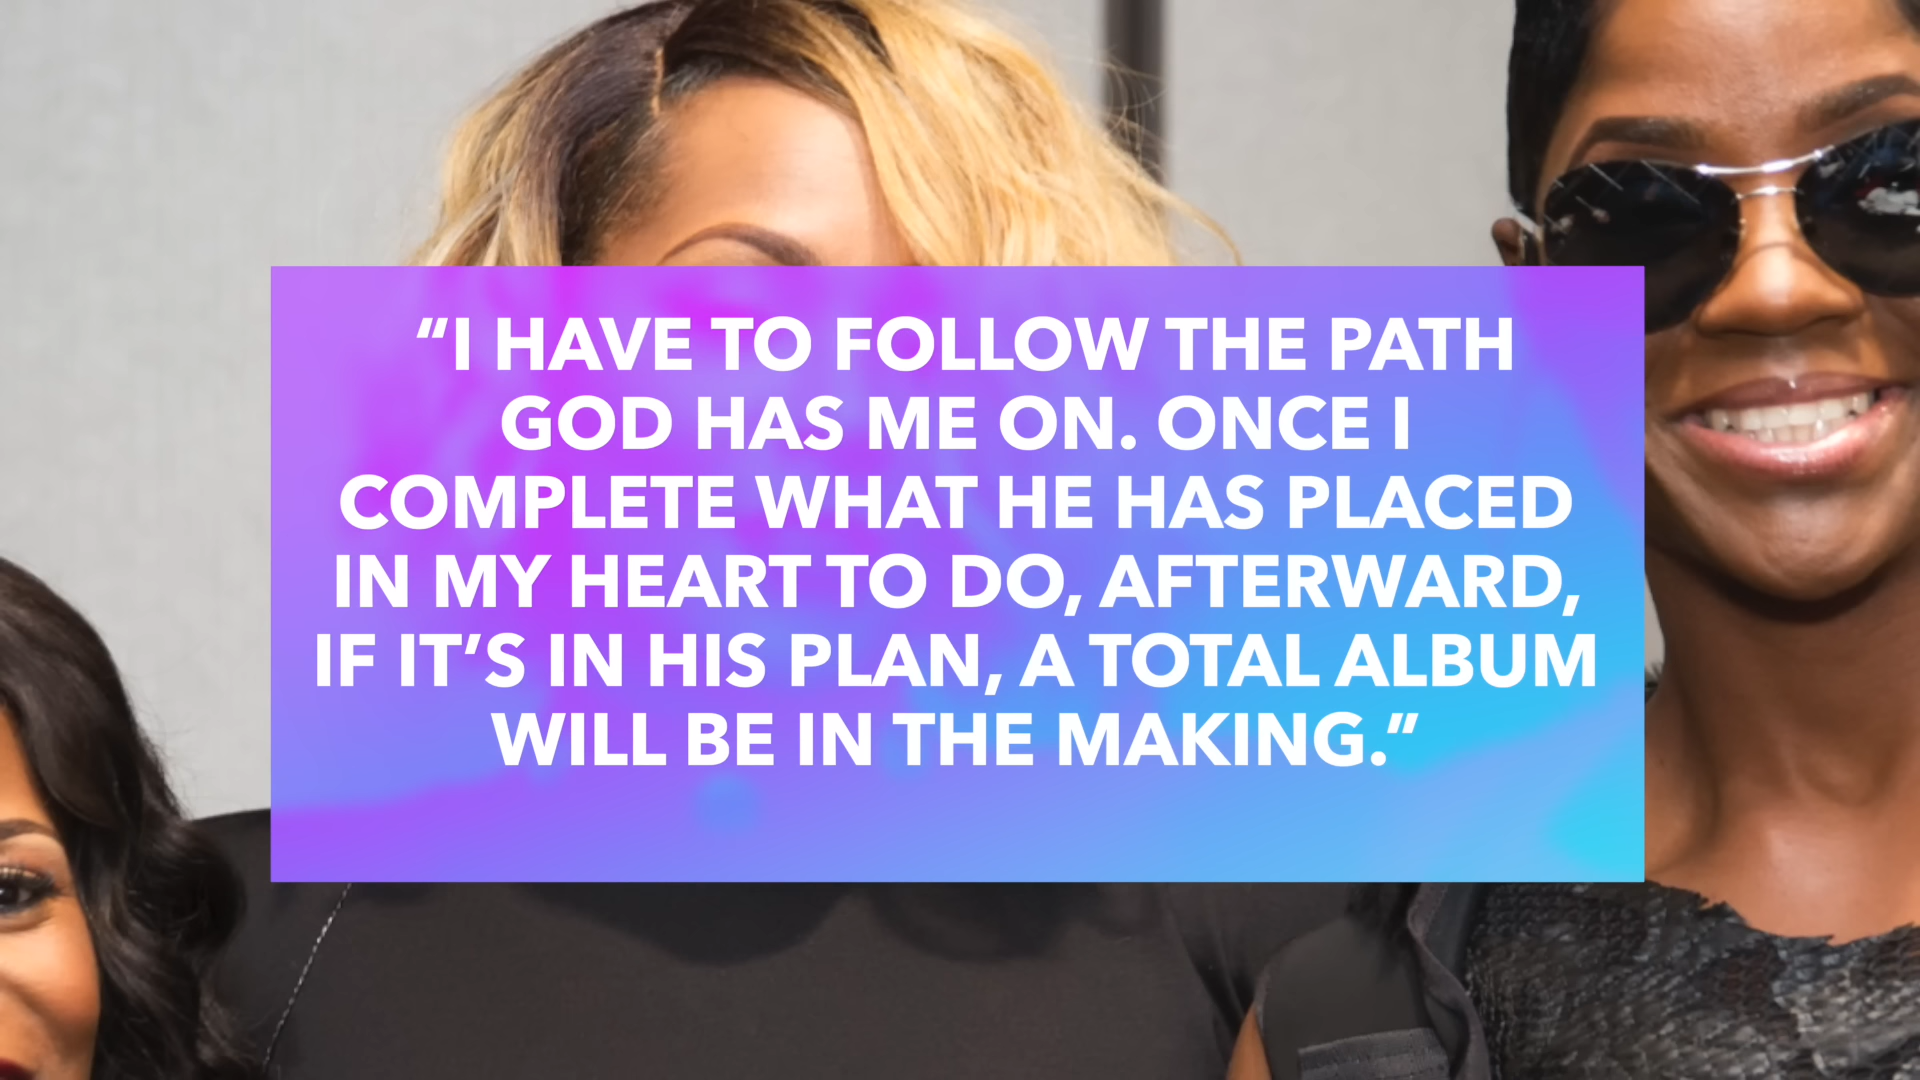 “I HAVE TO FOLLOW THE PATH
GOD HAS ME ON. ONCE I
COMPLETE WHAT HE HAS PLACED
IN MY HEART TO DO, AFTERWARD,
IF IT’S IN HIS PLAN, A TOTAL ALBUM
WILL BE IN THE MAKING.”